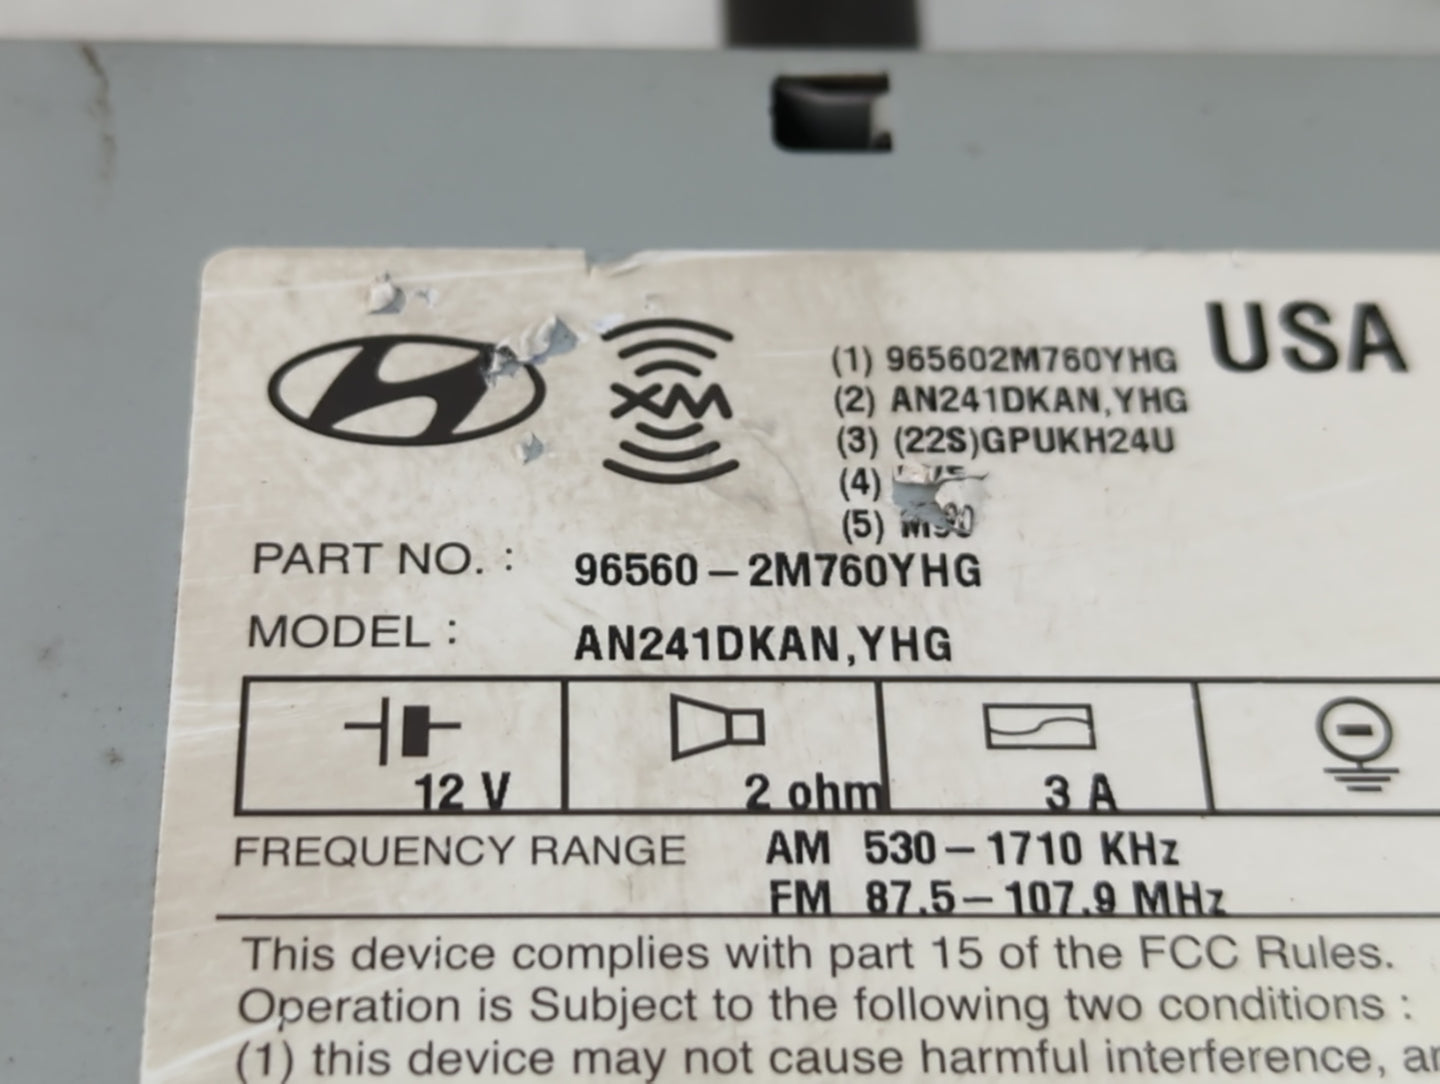 XM
USA
(1) 965602M760YHG
(2) AN241DKAN,YHG
(3) (22S)GPUKH24U
(4)
(5)
PART NO. : 96560-2M760YHG
MODEL : AN241DKAN,YHG
12 V 2 ohm 3 A
FREQUENCY RANGE AM 530-1710 KHz
FM 87.5-107.9 MHz
This device complies with part 15 of the FCC Rules.
Operation is Subject to the following two conditions :
(1) this device may not cause harmful interference,